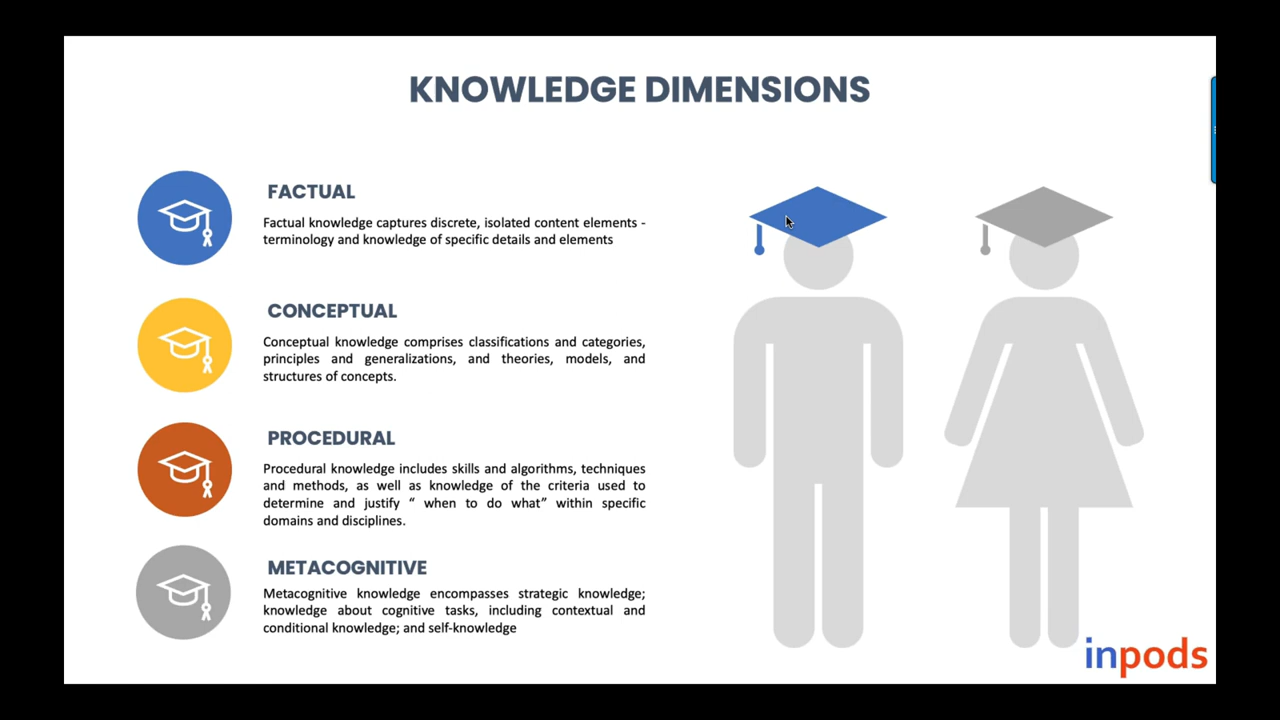 KNOWLEDGE DIMENSIONS
FACTUAL
Factual knowledge captures discrete, isolated content elements -
terminology and knowledge of specific details and elements
CONCEPTUAL
Conceptual knowledge comprises classifications and categories,
principles and generalizations, and theories, models, and
structures of concepts.
PROCEDURAL
Procedural knowledge includes skills and algorithms, techniques
and methods, as well as knowledge of the criteria used to
determine and justify “ when to do what” within specific
domains and disciplines.
METACOGNITIVE
Metacognitive knowledge encompasses strategic knowledge;
knowledge about cognitive tasks, including contextual and
conditional knowledge; and self-knowledge
inpods